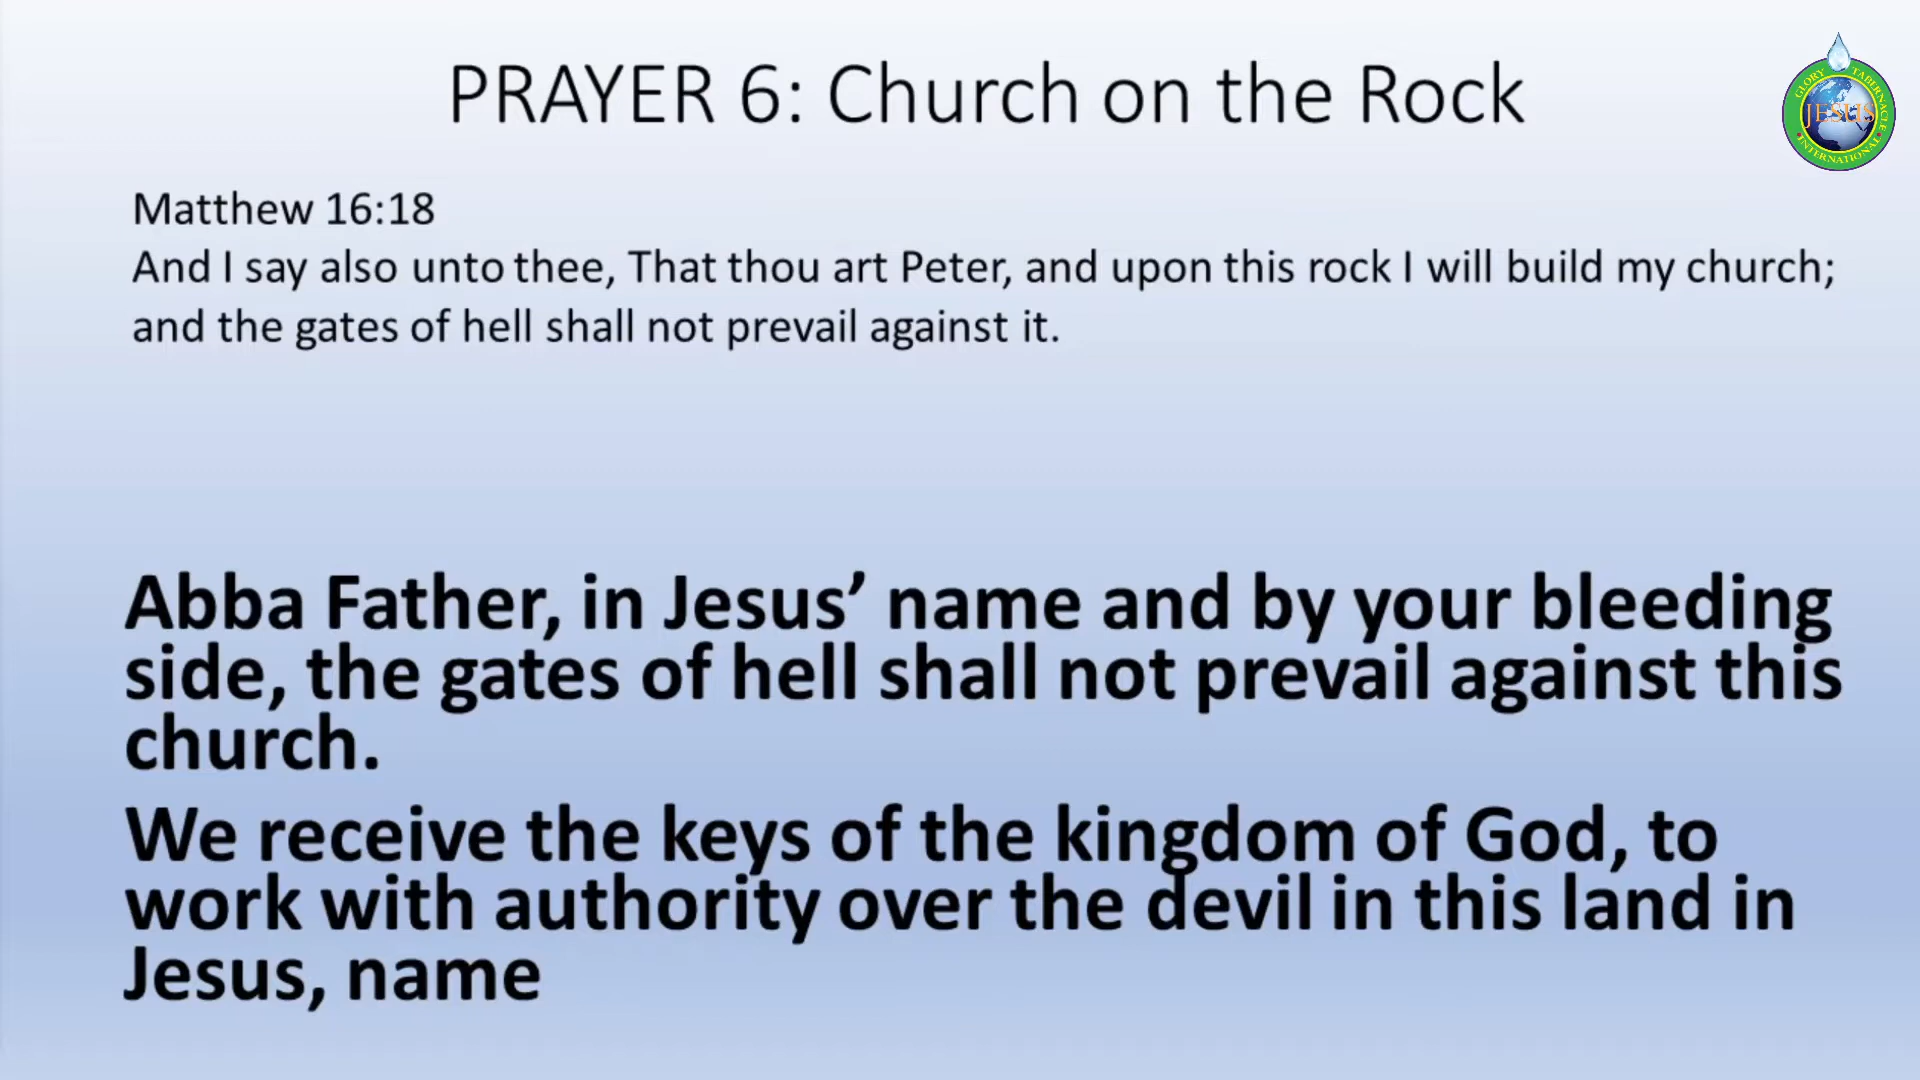 PRAYER 6: Church on the Rock
GLORY TABERNACLE
JESUS
INTERNATIONAL
Matthew 16:18
And I say also unto thee, That thou art Peter, and upon this rock I will build my church;
and the gates of hell shall not prevail against it.
Abba Father, in Jesus’ name and by your bleeding
side, the gates of hell shall not prevail against this
church.
We receive the keys of the kingdom of God, to
work with authority over the devil in this land in
Jesus, name